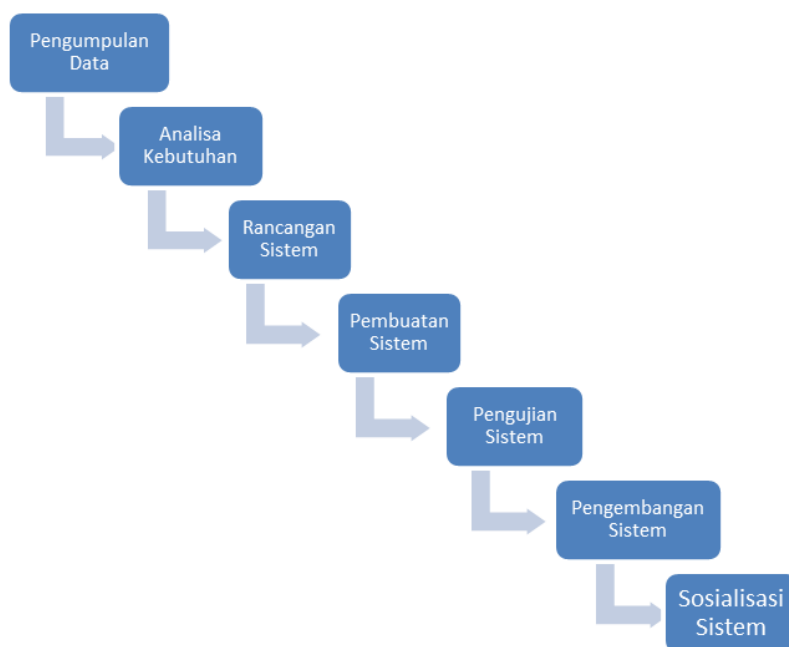 Pengumpulan
Data
Analisa
Kebutuhan
Rancangan
Sistem
Pembuatan
Sistem
Pengujian
Sistem
Pengembangan
Sistem
Sosialisasi
Sistem